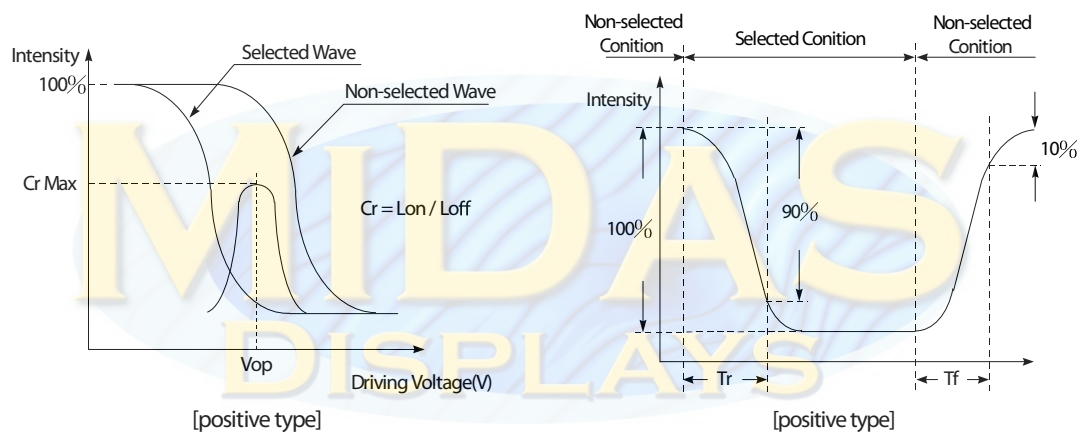 Intensity
100%
Selected Wave
Non-selected Wave
Cr Max
Cr = Lon / Loff
Vop
Driving Voltage(V)
[positive type]
Non-selected
Conition
Selected Conition
Non-selected
Conition
Intensity
100%
90%
10%
Tr
Tf
[positive type]
MIDAS
DISPLAYS